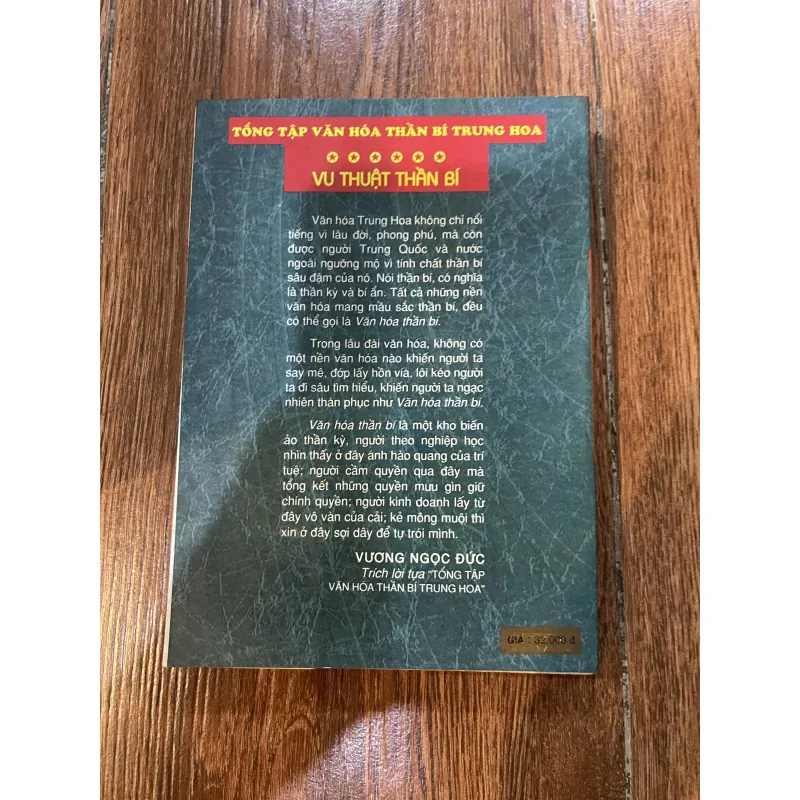 TỔNG TẬP VĂN HÓA THẦN BÍ TRUNG HOA
VU THUẬT THẦN BÍ
Văn hóa Trung Hoa không chỉ nổi
tiếng vì lâu đời, phong phú, mà còn
được người Trung Quốc và nước
ngoài ngưỡng mộ vì tính chất thần bí
sâu đậm của nó. Nói thần bí, có nghĩa
là thần kỳ và bí ẩn. Tất cả những nền
văn hóa mang mầu sắc thần bí, đều
có thể gọi là Văn hóa thần bí.
Trong lâu đài văn hóa, không có
một nền văn hóa nào khiến người ta
say mê, đớp lấy hồn vía, lôi kéo người
ta đi sâu tìm hiểu, khiến người ta ngạc
nhiên thán phục như Văn hóa thần bí.
Văn hóa thần bí là một kho biến
ảo thần kỳ, người theo nghiệp học
nhìn thấy ở đây ánh hào quang của trí
tuệ; người cầm quyền qua đây mà
tổng kết những quyền mưu gìn giữ
chính quyền; người kinh doanh lấy từ
đây vô vàn của cải; kẻ mông muội thì
xin ở đây sợi dây để tự trói mình.
VƯƠNG NGỌC ĐỨC
Trích lời tựa "TỔNG TẬP
VĂN HÓA THẦN BÍ TRUNG HOA"
GIÁ : 32.000 đ